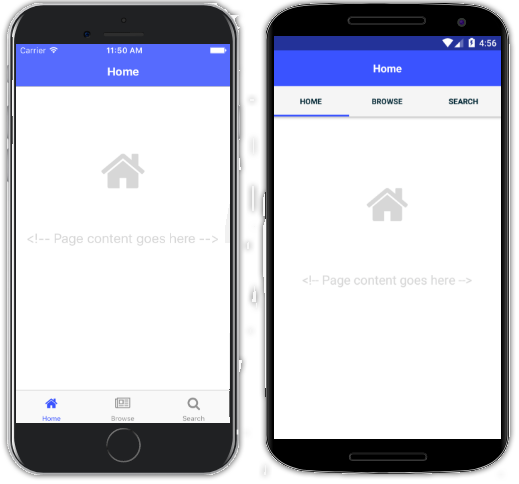 Carrier 11:50 AM
Home
<!-- Page content goes here -->
Home Browse Search
4:56
Home
HOME BROWSE SEARCH
<!-- Page content goes here -->